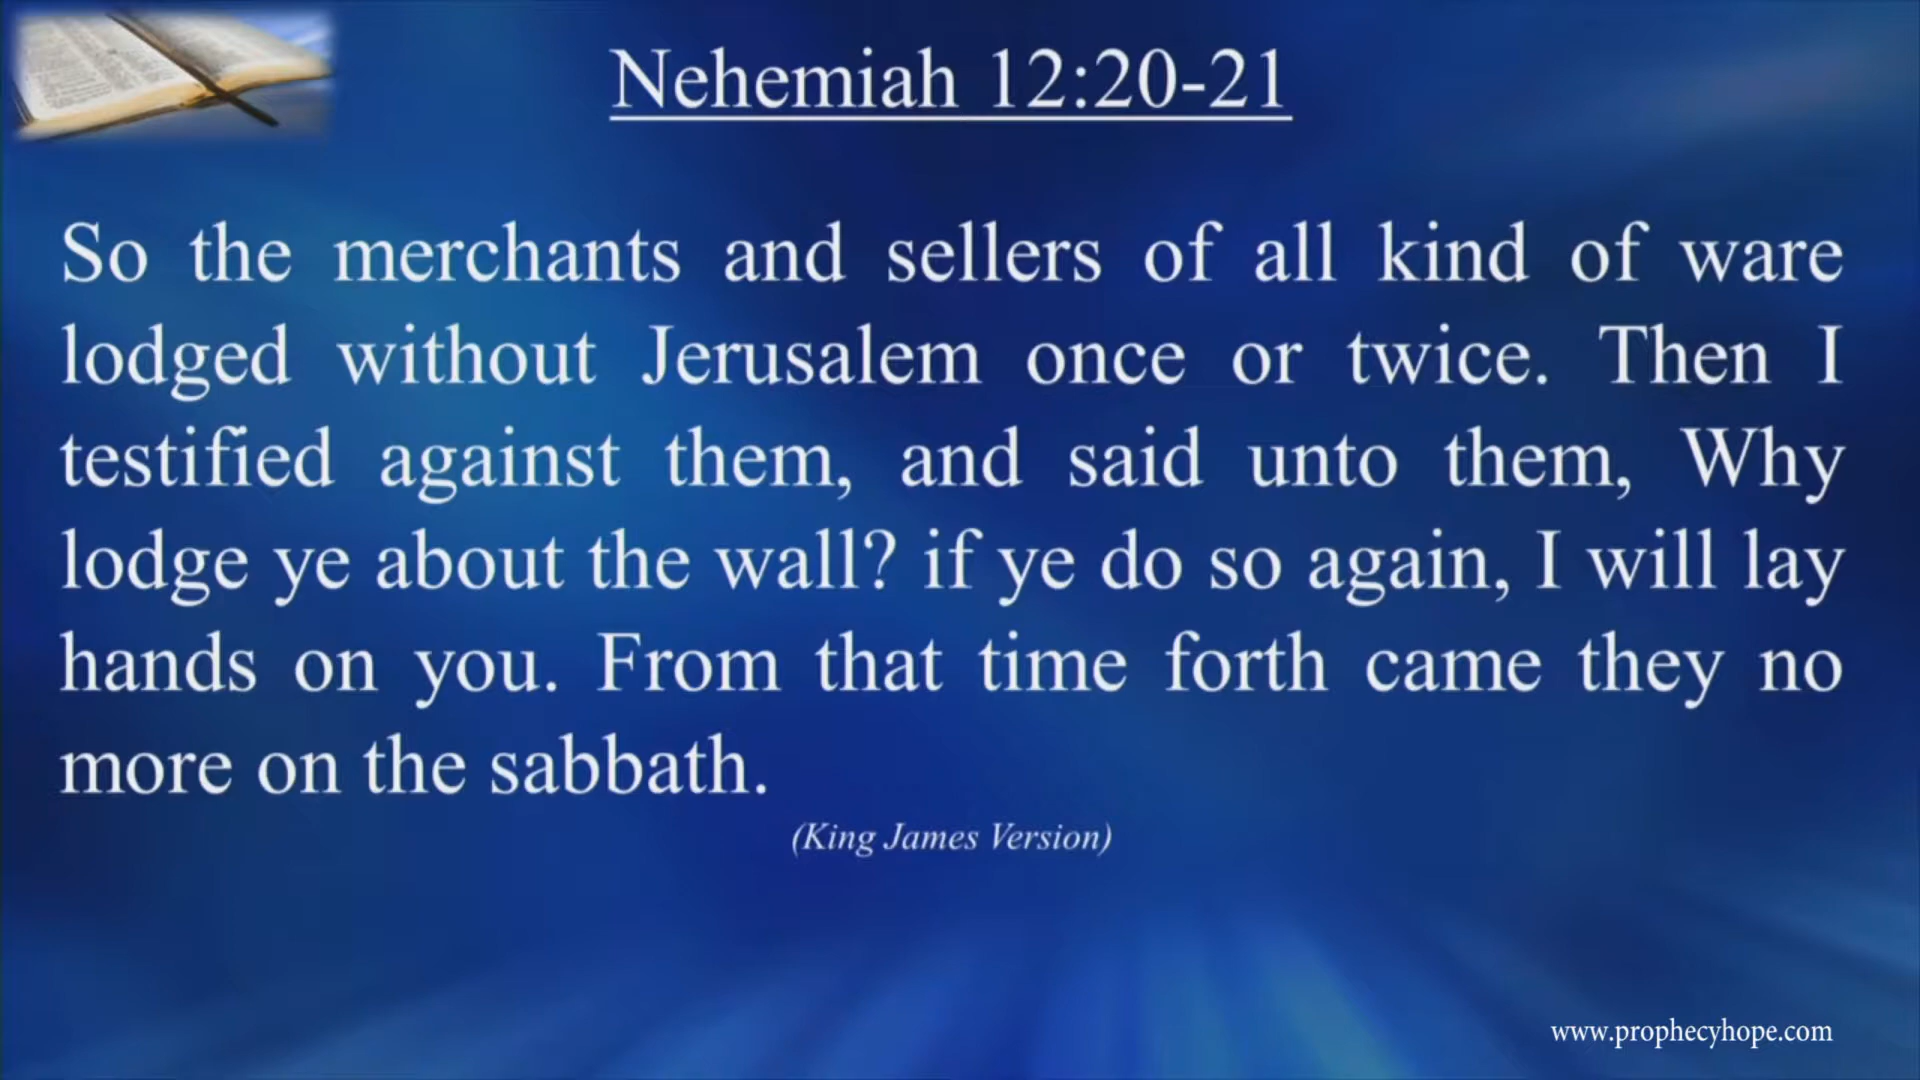 Nehemiah 12:20-21
So the merchants and sellers of all kind of ware
lodged without Jerusalem once or twice. Then I
testified against them, and said unto them, Why
lodge ye about the wall? if ye do so again, I will lay
hands on you. From that time forth came they no
more on the sabbath.
(King James Version)
www.prophecyhope.com